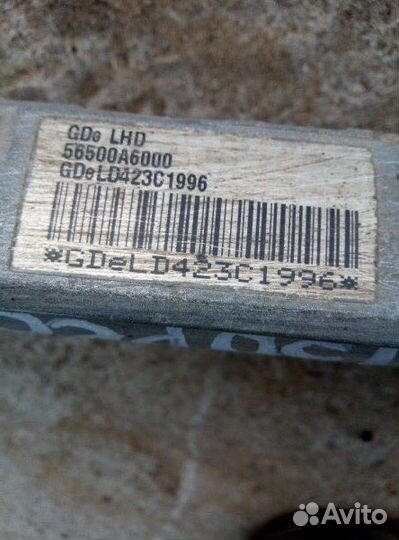 GDe LHD
56500A6000
GDeLD423C1996
*GDeLD423C1996*
Avito